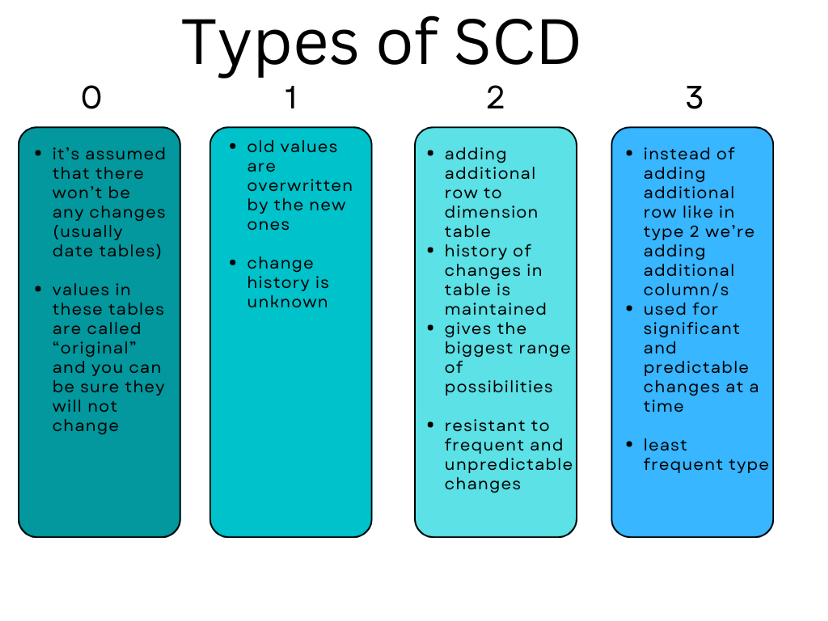 Types of SCD
0
it’s assumed
that there
won’t be
any changes
(usually
date tables)
values in
these tables
are called
“original”
and you can
be sure they
will not
change
1
old values
are
overwritten
by the new
ones
change
history is
unknown
2
adding
additional
row to
dimension
table
history of
changes in
table is
maintained
gives the
biggest range
of
possibilities
resistant to
frequent and
unpredictable
changes
3
instead of
adding
additional
row like in
type 2 we’re
adding
additional
column/s
used for
significant
and
predictable
changes at a
time
least
frequent type